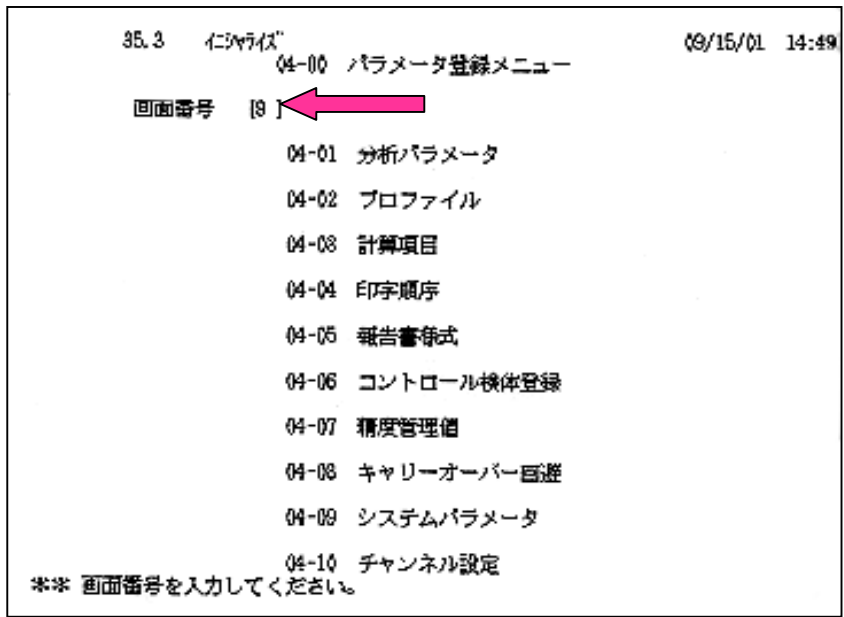 35.3 イニシャライズ 09/15/01 14:49
04-00 パラメータ登録メニュー
画面番号 [9 ]
04-01 分析パラメータ
04-02 プロファイル
04-03 計算項目
04-04 印字順序
04-05 報告書様式
04-06 コントロール検体登録
04-07 精度管理値
04-08 キャリーオーバー回避
04-09 システムパラメータ
04-10 チャンネル設定
** 画面番号を入力してください。